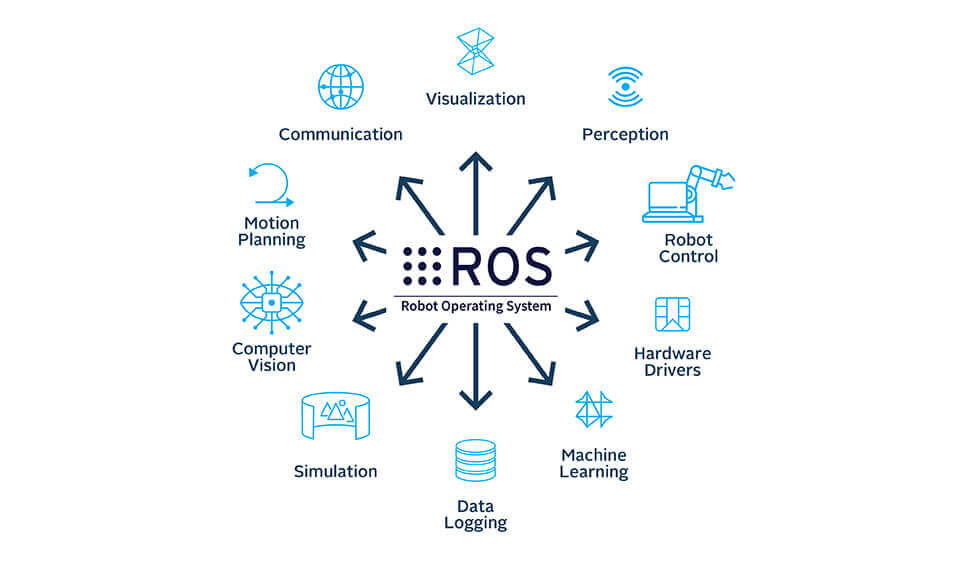 Visualization
Communication
Perception
Motion
Planning
Robot
Control
ROS
Robot Operating System
Computer
Vision
Hardware
Drivers
Simulation
Machine
Learning
Data
Logging